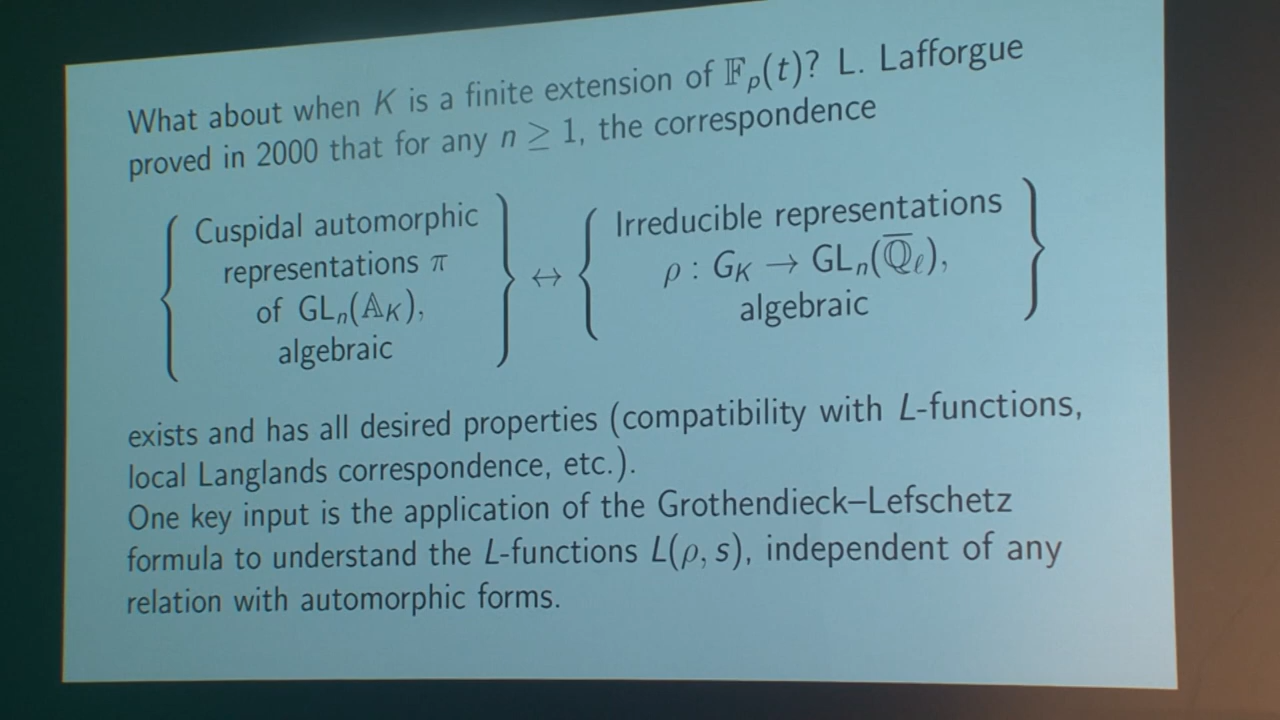 What about when K is a finite extension of 𝔽ₚ(t)? L. Lafforgue
proved in 2000 that for any n ≥ 1, the correspondence
{ Cuspidal automorphic
representations π
of GLₙ(𝔸_K),
algebraic } ↔ { Irreducible representations
ρ : G_K → GLₙ(ℚ̅_ℓ),
algebraic }
exists and has all desired properties (compatibility with L-functions,
local Langlands correspondence, etc.).
One key input is the application of the Grothendieck–Lefschetz
formula to understand the L-functions L(ρ, s), independent of any
relation with automorphic forms.